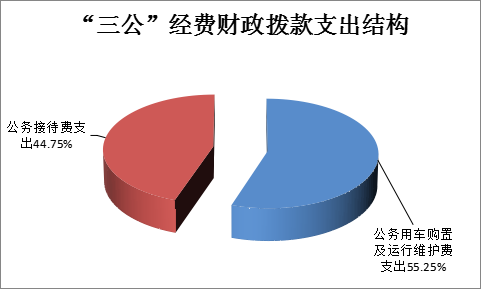 “三公”经费财政拨款支出结构
公务接待费支
出44.75%
公务用车购置
及运行维护费
支出55.25%